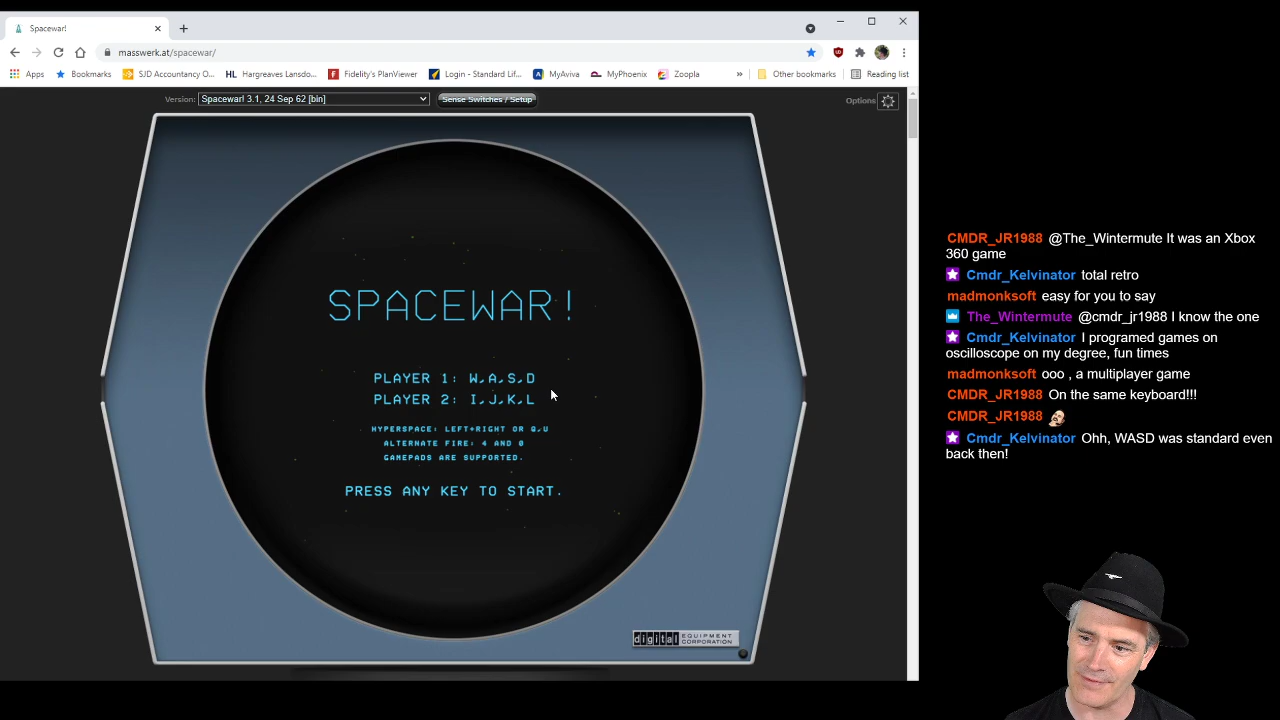 Spacewar!
masswerk.at/spacewar/
Apps
Bookmarks
SJD Accountancy O...
HL
Hargreaves Lansdo...
Fidelity's PlanViewer
Login - Standard Lif...
MyAviva
MyPhoenix
Zoopla
»
Other bookmarks
Reading list
Version:
Spacewar! 3.1, 24 Sep 62 [bin]
Sense Switches / Setup
Options
SPACEWAR!
PLAYER 1: W,A,S,D
PLAYER 2: I,J,K,L
HYPERSPACE: LEFT+RIGHT OR Q,U
ALTERNATE FIRE: 4 AND 0
GAMEPADS ARE SUPPORTED.
PRESS ANY KEY TO START.
digital EQUIPMENT
CORPORATION
CMDR_JR1988 @The_Wintermute It was an Xbox
360 game
Cmdr_Kelvinator total retro
madmonksoft easy for you to say
The_Wintermute @cmdr_jr1988 I know the one
Cmdr_Kelvinator I programed games on
oscilloscope on my degree, fun times
madmonksoft ooo , a multiplayer game
CMDR_JR1988 On the same keyboard!!!
CMDR_JR1988
Cmdr_Kelvinator Ohh, WASD was standard even
back then!